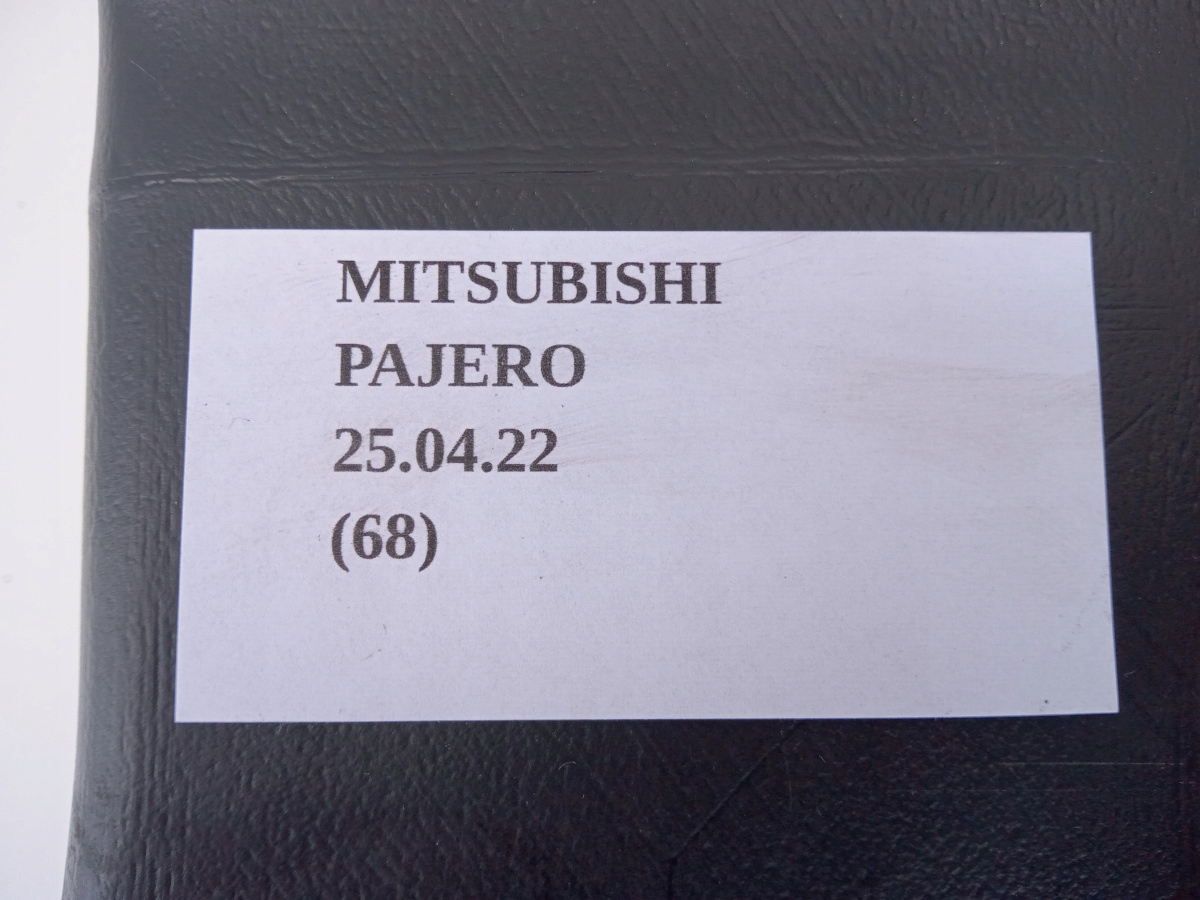 MITSUBISHI
PAJERO
25.04.22
(68)